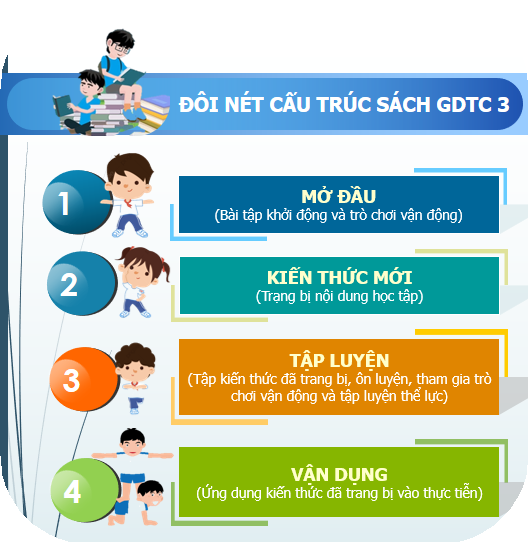 ĐÔI NÉT CẤU TRÚC SÁCH GDTC 3
1
MỞ ĐẦU
(Bài tập khởi động và trò chơi vận động)
2
KIẾN THỨC MỚI
(Trang bị nội dung học tập)
3
TẬP LUYỆN
(Tập kiến thức đã trang bị, ôn luyện, tham gia trò
chơi vận động và tập luyện thể lực)
4
VẬN DỤNG
(Ứng dụng kiến thức đã trang bị vào thực tiễn)